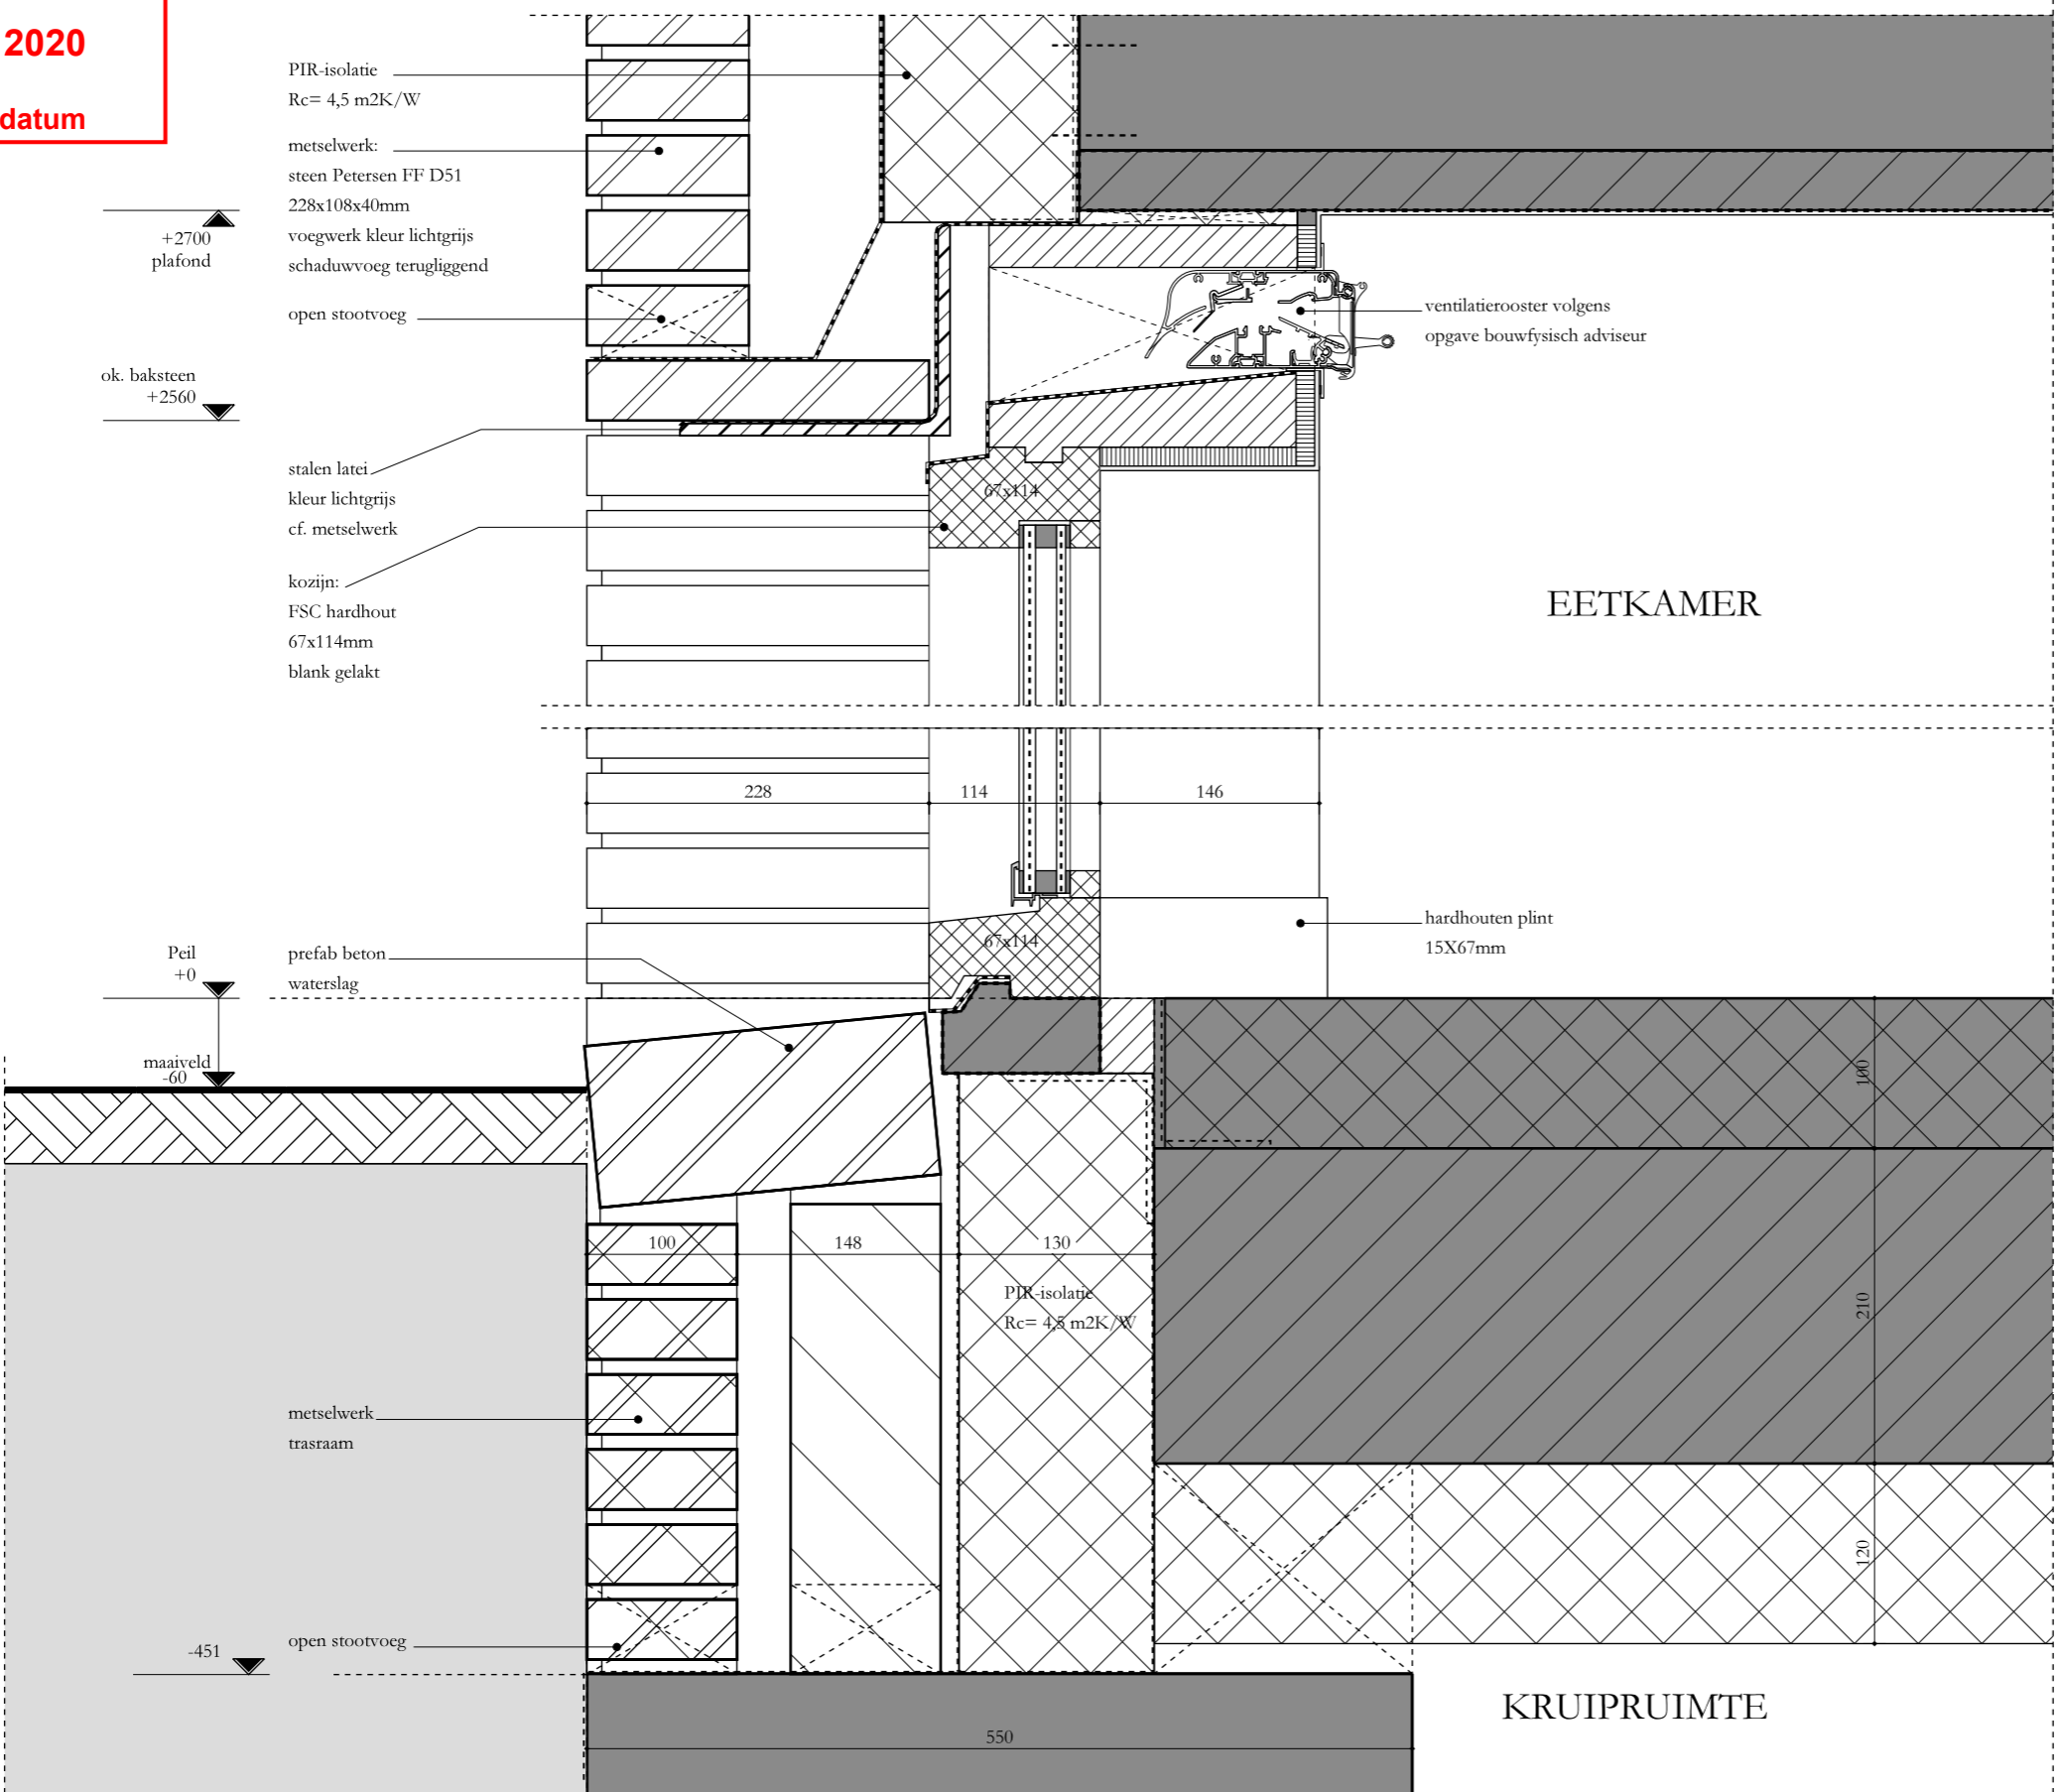 2020
datum
PIR-isolatie
Rc= 4,5 m2K/W
metselwerk:
steen Petersen FF D51
228x108x40mm
voegwerk kleur lichtgrijs
schaduwvoeg terugliggend
+2700
plafond
open stootvoeg
ventilatierooster volgens
opgave bouwfysisch adviseur
ok. baksteen
+2560
stalen latei
kleur lichtgrijs
cf. metselwerk
67x114
kozijn:
FSC hardhout
67x114mm
blank gelakt
EETKAMER
228
114
146
hardhouten plint
15X67mm
67x114
Peil
+0
prefab beton
waterslag
maaiveld
-60
100
100
148
130
PIR-isolatie
Rc= 4,5 m2K/W
210
metselwerk
trasraam
120
open stootvoeg
-451
KRUIPRUIMTE
550